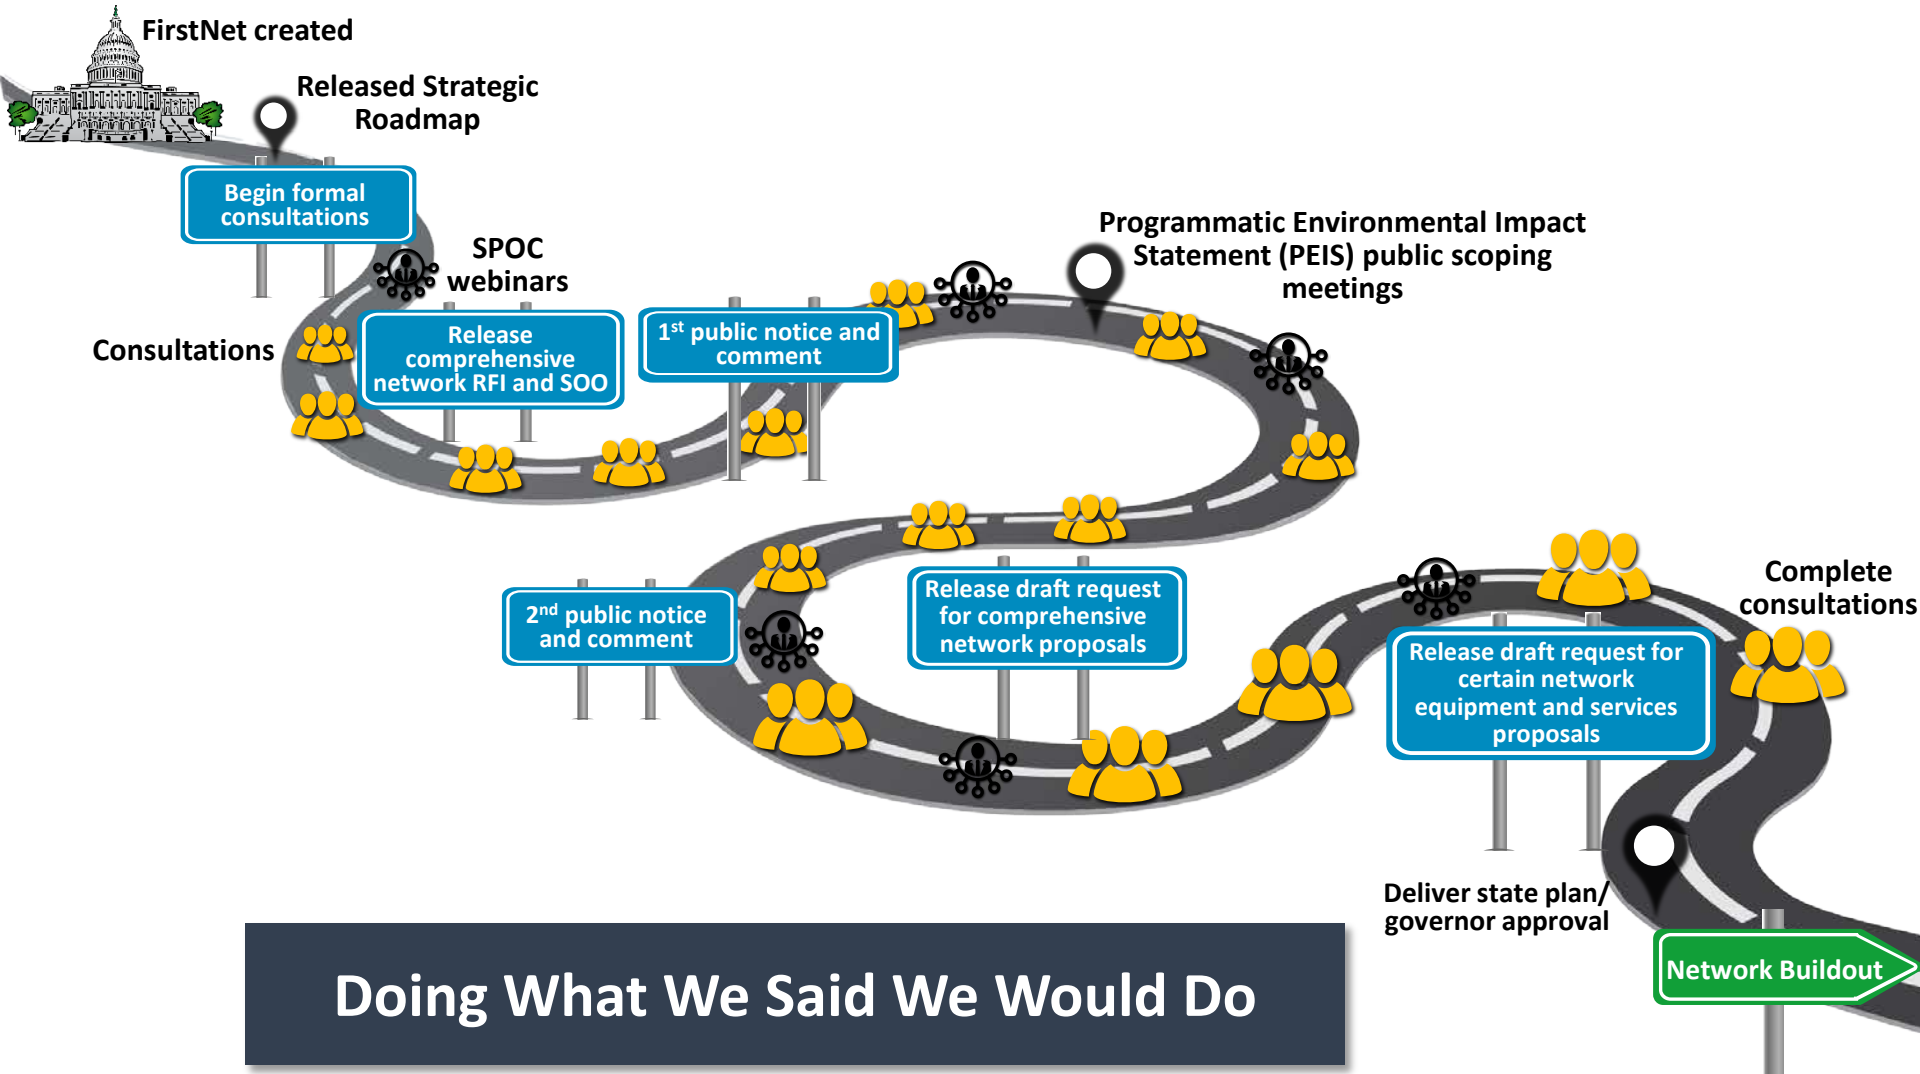 FirstNet created
Released Strategic
Roadmap
Begin formal
consultations
SPOC
webinars
Consultations
Release
comprehensive
network RFI and SOO
1st public notice and
comment
Programmatic Environmental Impact
Statement (PEIS) public scoping
meetings
2nd public notice
and comment
Release draft request
for comprehensive
network proposals
Release draft request for
certain network
equipment and services
proposals
Complete
consultations
Deliver state plan/
governor approval
Network Buildout
Doing What We Said We Would Do